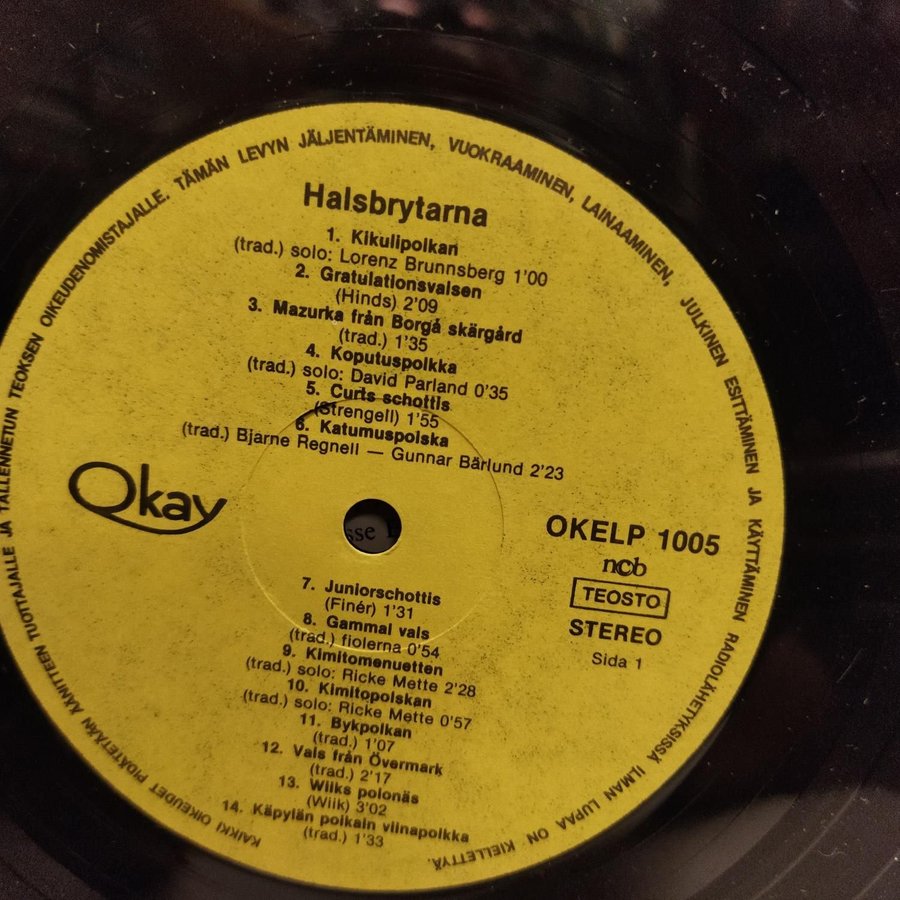 KAIKKI OIKEUDET PIDÄTETÄÄN ÄÄNITTEEN TUOTTAJALLE JA TALLENNETUN TEOKSEN OIKEUDENOMISTAJALLE. TÄMÄN LEVYN JÄLJENTÄMINEN, VUOKRAAMINEN, LAINAAMINEN, JULKINEN ESITTÄMINEN JA KÄYTTÄMINEN RADIOLÄHETYKSISSÄ ILMAN LUPAA ON KIELLETTYÄ.
Halsbrytarna
1. Kikulipolkan
(trad.) solo: Lorenz Brunnsberg 1'00
2. Gratulationsvalsen
(Hinds) 2'09
3. Mazurka från Borgå skärgård
(trad.) 1'35
4. Koputuspolkka
(trad.) solo: David Parland 0'35
5. Curts schottis
(Strengell) 1'55
6. Katumuspolska
(trad.) Bjarne Regnell — Gunnar Bärlund 2'23
Okay
OKELP 1005
ncb
TEOSTO
STEREO
Sida 1
sse
7. Juniorschottis
(Finér) 1'31
8. Gammal vals
(trad.) fiolerna 0'54
9. Kimitomenuetten
(trad.) solo: Ricke Mette 2'28
10. Kimitopolskan
(trad.) solo: Ricke Mette 0'57
11. Bykpolkan
(trad.) 1'07
12. Vals från Övermark
(trad.) 2'17
13. Wiiks polonäs
(Wiik) 3'02
14. Käpylän poikain viinapolkka
(trad.) 1'33